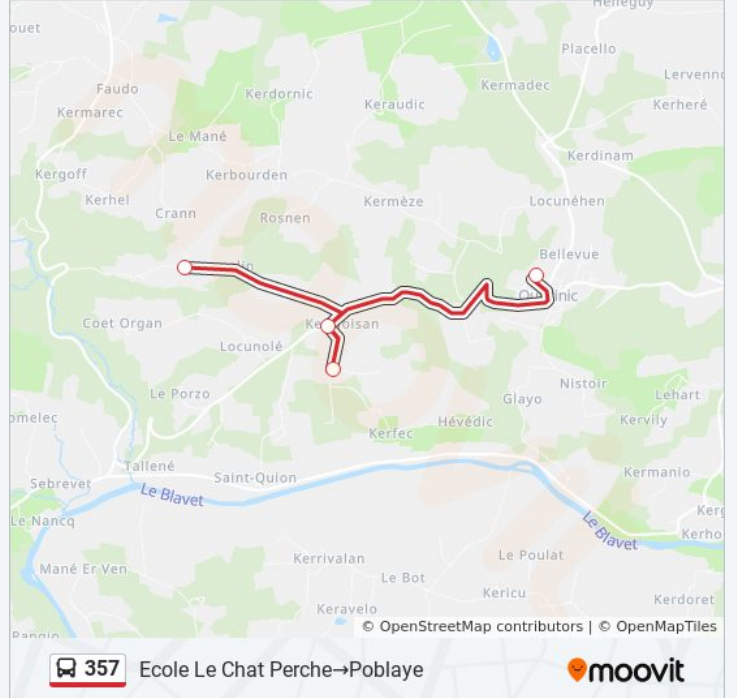 Heneguy
ouet
Placello
Lervenno
Faudo
Kermadec
Kerdornic
Keraudic
Kerheré
Kermarec
Le Mané
Kerdinam
Kergoff
Kerbourden
Kerhel
Kermèze
Locunéhen
Crann
Rosnen
Bellevue
Coet Organ
Locunolé
Nistoir
Le Porzo
Glayo
Lehart
omelec
Hévédic
Kervily
Kerfec
Tallené
Saint-Quion
Kermanio
Sebrevet
Le Blavet
Kerg
Le Nancq
Le Blavet
Kerho
Kerrivalan
Le Poulat
Mané Er Ven
Le Bot
Kericu
Kerdoret
Keravelo
© OpenStreetMap contributors | © OpenMapTiles
357 Ecole Le Chat Perche→Poblaye
moovit